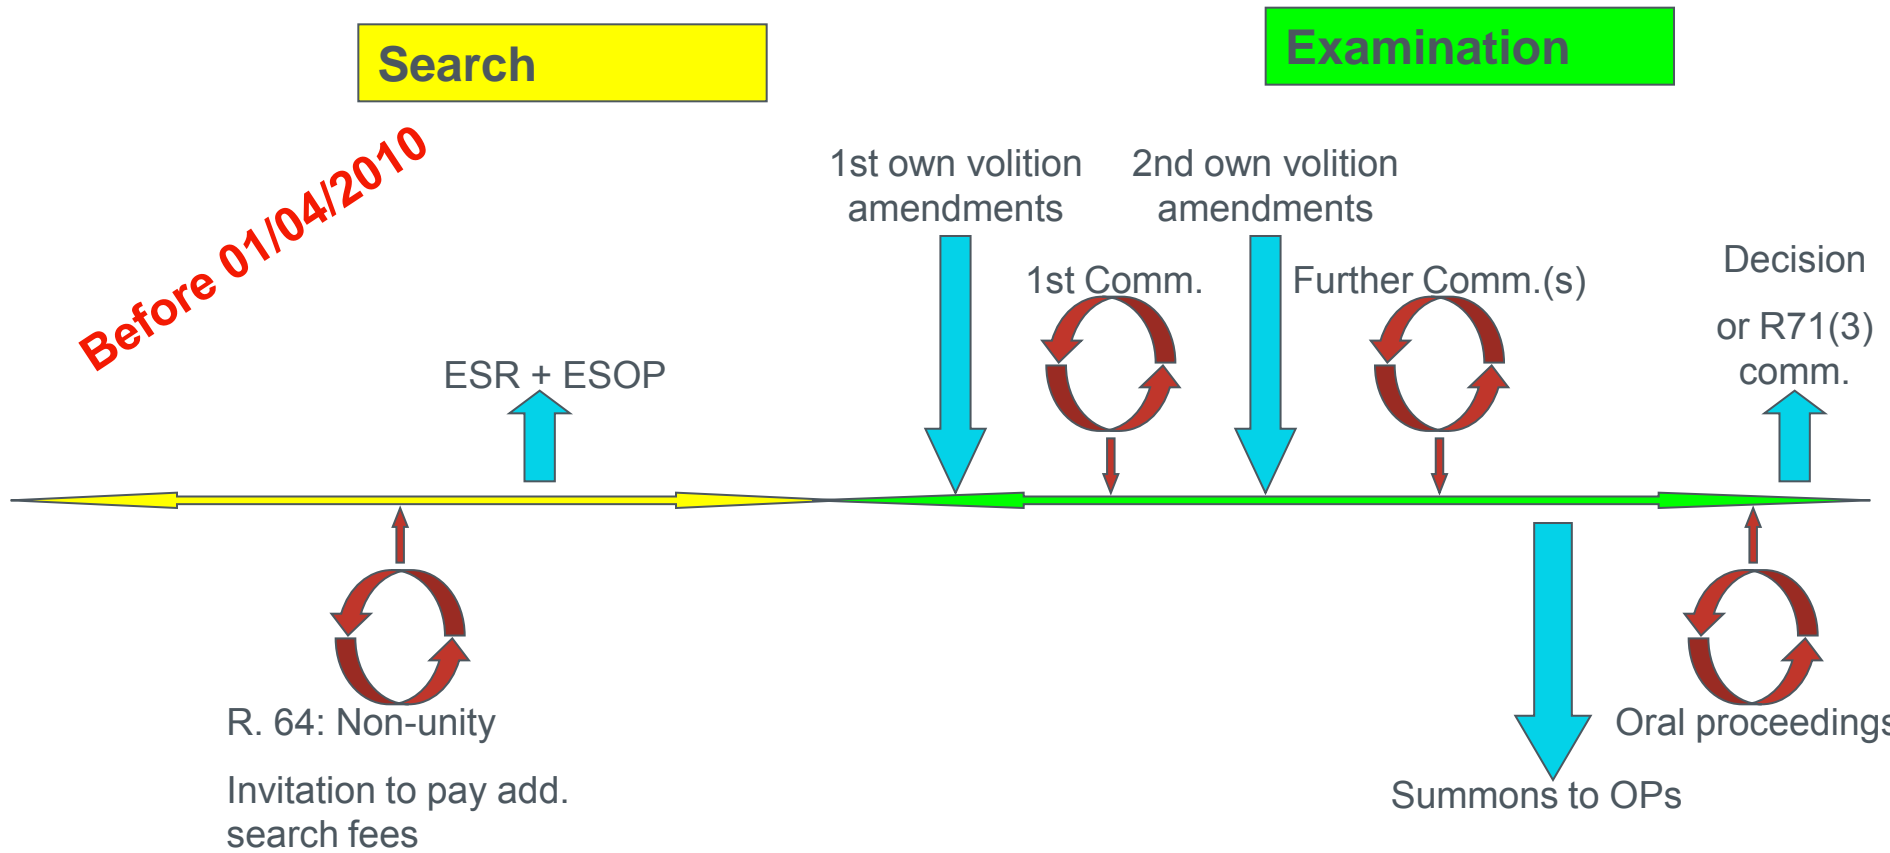 Search
Examination
Before 01/04/2010
1st own volition
amendments
2nd own volition
amendments
1st Comm.
Further Comm.(s)
Decision
or R71(3)
comm.
ESR + ESOP
R. 64: Non-unity
Invitation to pay add.
search fees
Oral proceedings
Summons to OPs